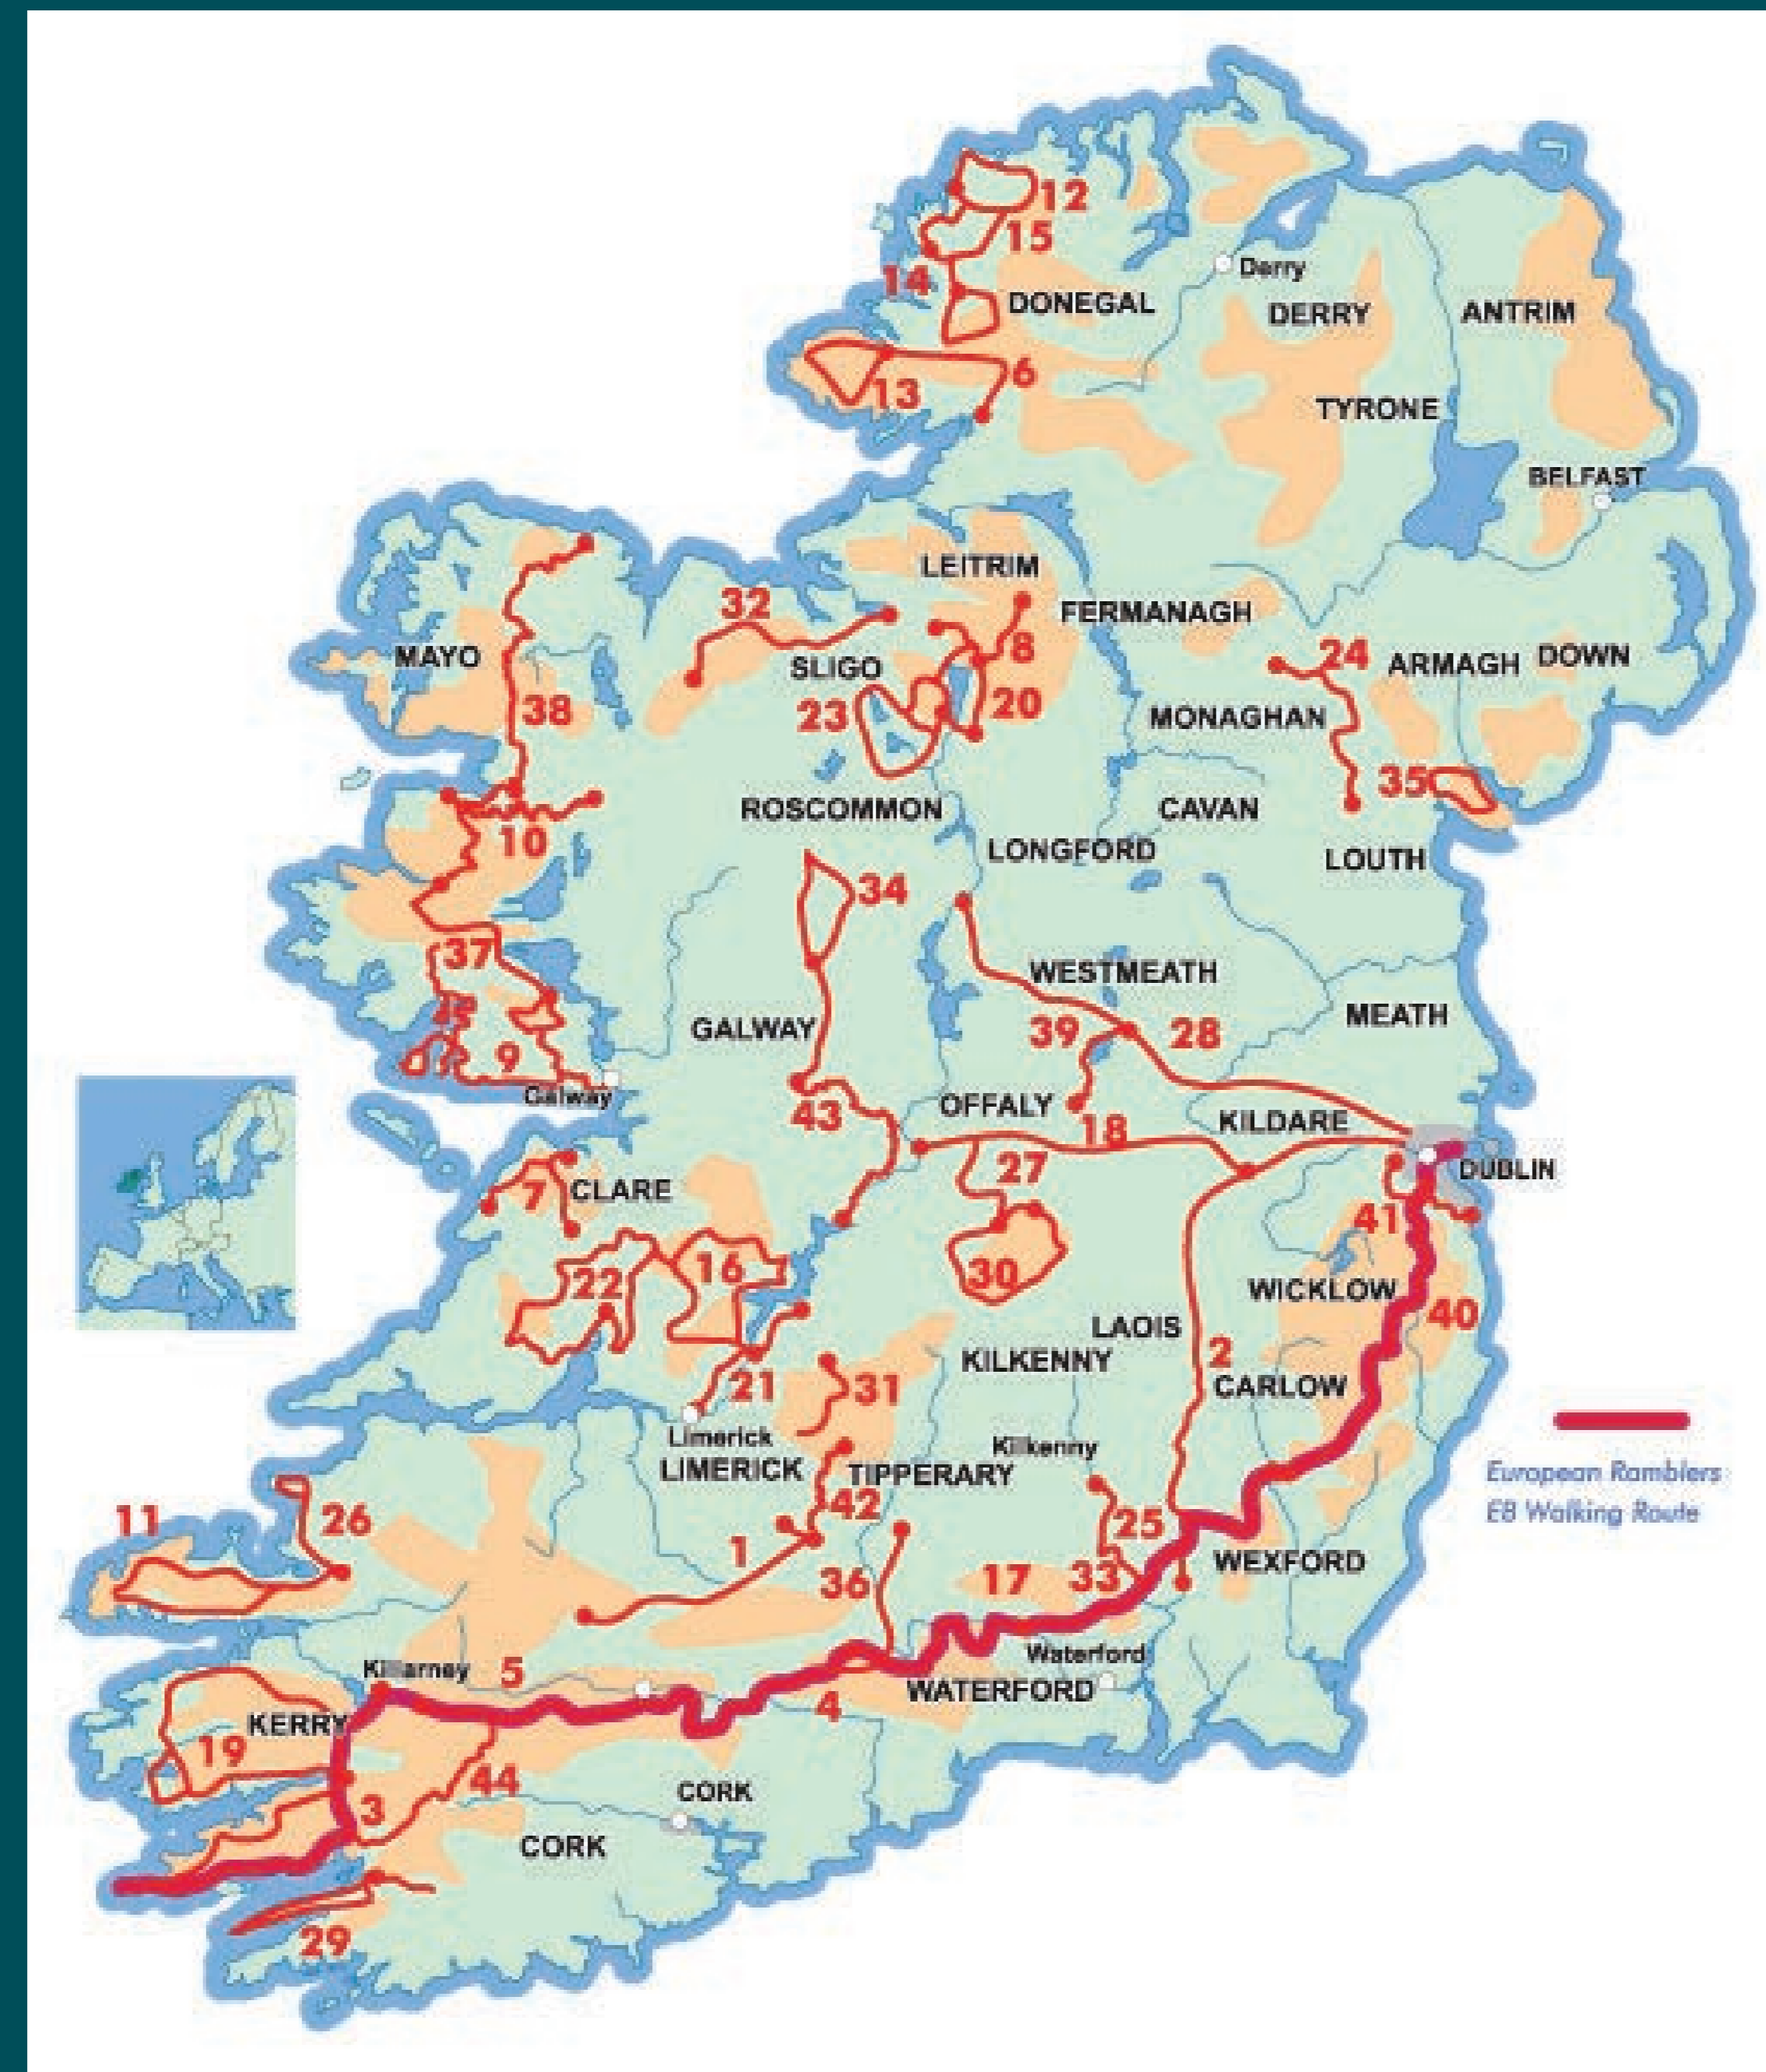 12
15
Derry
14
DONEGAL
DERRY
ANTRIM
6
13
TYRONE
BELFAST
LEITRIM
32
FERMANAGH
8
MAYO
SLIGO
24
ARMAGH
DOWN
38
23
20
MONAGHAN
35
ROSCOMMON
CAVAN
10
LONGFORD
LOUTH
34
37
WESTMEATH
GALWAY
39
28
MEATH
9
Galway
43
OFFALY
18
KILDARE
27
DUBLIN
7
CLARE
41
22
16
30
WICKLOW
40
LAOIS
2
KILKENNY
21
31
CARLOW
Limerick
LIMERICK
Kilkenny
TIPPERARY
European Ramblers
E8 Walking Route
11
26
42
25
1
WEXFORD
36
17
33
Killarney
5
Waterford
WATERFORD
4
KERRY
19
44
CORK
3
CORK
29